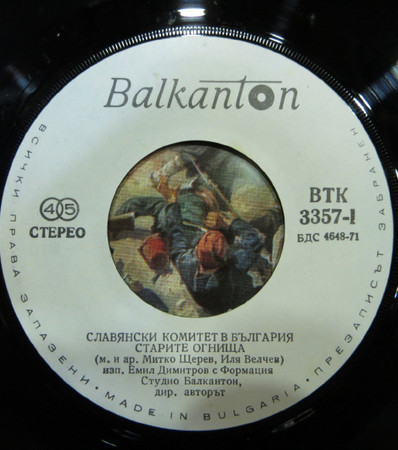 Balkanton
45
СТЕРЕО
ВТК
3357-I
БДС 4648-71
СЛАВЯНСКИ КОМИТЕТ В БЪЛГАРИЯ
СТАРИТЕ ОГНИЩА
(м. и ар. Митко Щерев, Иля Велчев)
изп. Емил Димитров с Формация
Студио Балкантон,
дир. авторът
ВСИЧКИ ПРАВА ЗАПАЗЕНИ · MADE IN BULGARIA · ПРЕЗАПИСЪТ ЗАБРАНЕН